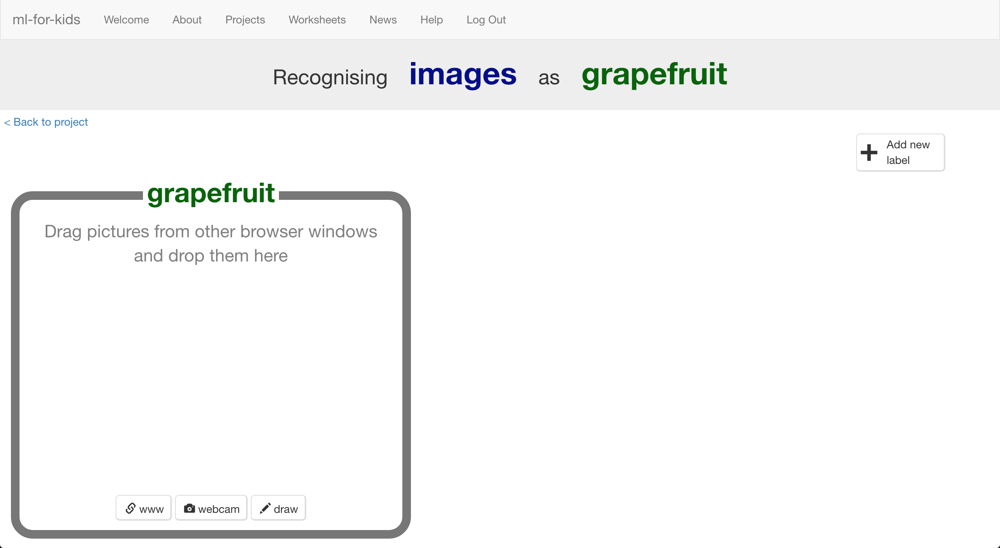 ml-for-kids Welcome About Projects Worksheets News Help Log Out
Recognising images as grapefruit
< Back to project
Add new
label
grapefruit
Drag pictures from other browser windows
and drop them here
www webcam draw